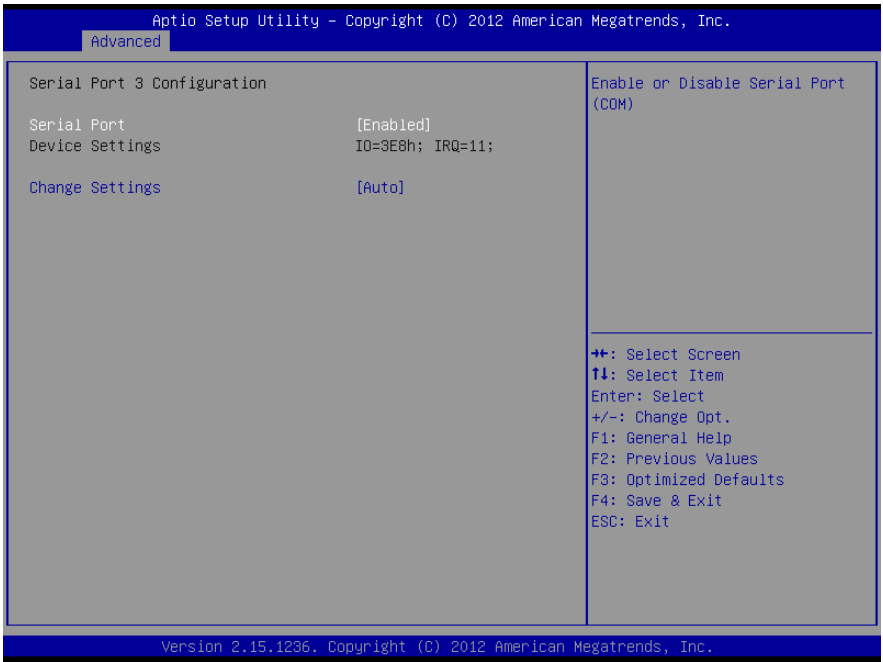 Aptio Setup Utility – Copyright (C) 2012 American Megatrends, Inc.
Advanced
Serial Port 3 Configuration
Serial Port [Enabled]
Device Settings IO=3E8h; IRQ=11;
Change Settings [Auto]
Enable or Disable Serial Port
(COM)
→←: Select Screen
↑↓: Select Item
Enter: Select
+/-: Change Opt.
F1: General Help
F2: Previous Values
F3: Optimized Defaults
F4: Save & Exit
ESC: Exit
Version 2.15.1236. Copyright (C) 2012 American Megatrends, Inc.